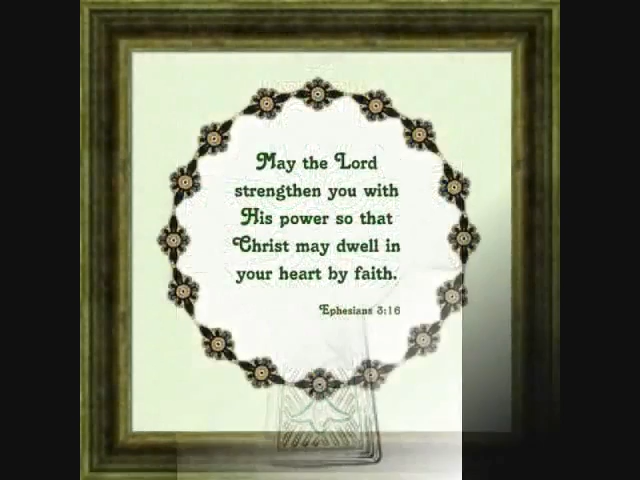 May the Lord
strengthen you with
His power so that
Christ may dwell in
your heart by faith.
Ephesians 3:16